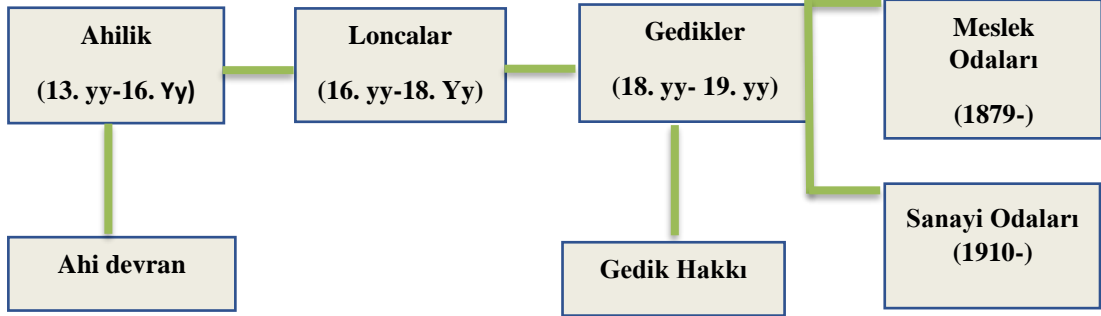 Ahilik
(13. yy-16. Yy)
Loncalar
(16. yy-18. Yy)
Gedikler
(18. yy- 19. yy)
Meslek
Odaları
(1879-)
Sanayi Odaları
(1910-)
Ahi devran
Gedik Hakkı